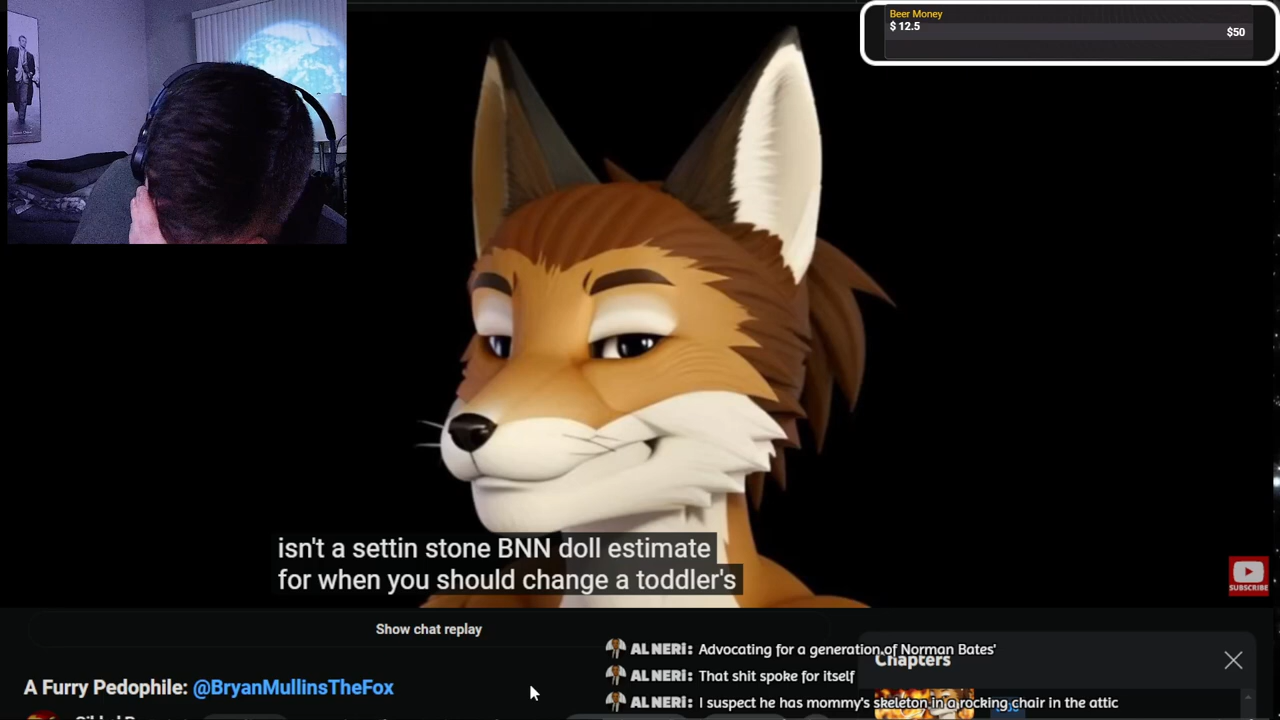 Beer Money
$ 12.5
$50
isn't a settin stone BNN doll estimate
for when you should change a toddler's
SUBSCRIBE
Show chat replay
AL NERI: Advocating for a generation of Norman Bates'
Chapters
AL NERI: That shit spoke for itself
A Furry Pedophile: @BryanMullinsTheFox
AL NERI: I suspect he has mommy's skeleton in a rocking chair in the attic